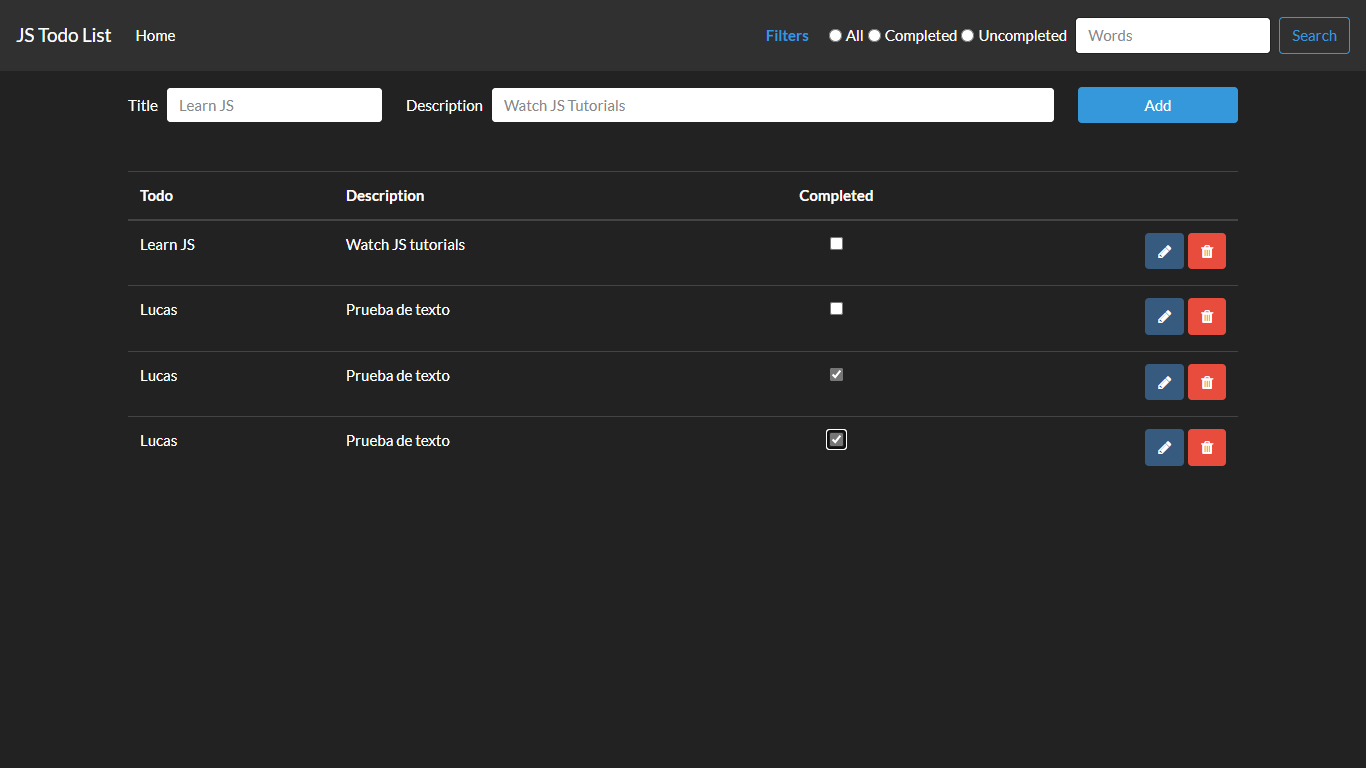 JS Todo List Home Filters All Completed Uncompleted Words Search
Title Learn JS Description Watch JS Tutorials Add
Todo Description Completed
Learn JS Watch JS tutorials
Lucas Prueba de texto
Lucas Prueba de texto
Lucas Prueba de texto